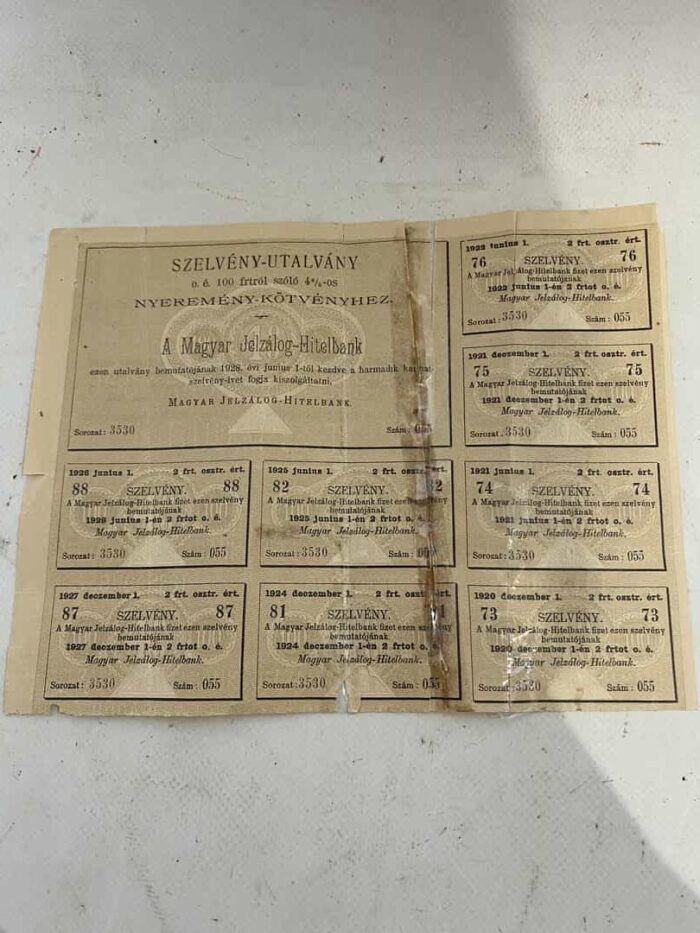 SZELVÉNY-UTALVÁNY
o. é. 100 frtról szóló 4%-os
NYEREMÉNY-KÖTVÉNYHEZ.
A Magyar Jelzálog-Hitelbank
ezen utalvány bemutatójának 1928. évi junius 1-től kezdve a harmadik
szelvény-ívet fogja kiszolgáltatni.
MAGYAR JELZÁLOG-HITELBANK.
Sorozat: 3530 Szám: 055
1922 junius 1. 2 frt. osztr. ért.
76 SZELVÉNY. 76
A Magyar Jelzálog-Hitelbank fizet ezen szelvény
bemutatójának
1922 junius 1-én 2 frtot o. é.
Magyar Jelzálog-Hitelbank.
Sorozat: 3530 Szám: 055
1921 deczember 1. 2 frt. osztr. ért.
75 SZELVÉNY. 75
A Magyar Jelzálog-Hitelbank fizet ezen szelvény
bemutatójának
1921 deczember 1-én 2 frtot o. é.
Magyar Jelzálog-Hitelbank.
Sorozat: 3530 Szám: 055
1928 junius 1. 2 frt. osztr. ért.
88 SZELVÉNY. 88
A Magyar Jelzálog-Hitelbank fizet ezen szelvény
bemutatójának
1928 junius 1-én 2 frtot o. é.
Magyar Jelzálog-Hitelbank.
Sorozat: 3530 Szám: 055
1925 junius 1. 2 frt. osztr. ért.
82 SZELVÉNY. 82
A Magyar Jelzálog-Hitelbank fizet ezen szelvény
bemutatójának
1925 junius 1-én 2 frtot o. é.
Magyar Jelzálog-Hitelbank.
Sorozat: 3530 Szám: 055
1921 junius 1. 2 frt. osztr. ért.
74 SZELVÉNY. 74
A Magyar Jelzálog-Hitelbank fizet ezen szelvény
bemutatójának
1921 junius 1-én 2 frtot o. é.
Magyar Jelzálog-Hitelbank.
Sorozat: 3530 Szám: 055
1927 deczember 1. 2 frt. osztr. ért.
87 SZELVÉNY. 87
A Magyar Jelzálog-Hitelbank fizet ezen szelvény
bemutatójának
1927 deczember 1-én 2 frtot o. é.
Magyar Jelzálog-Hitelbank.
Sorozat: 3530 Szám: 055
1924 deczember 1. 2 frt. osztr. ért.
81 SZELVÉNY. 81
A Magyar Jelzálog-Hitelbank fizet ezen szelvény
bemutatójának
1924 deczember 1-én 2 frtot o. é.
Magyar Jelzálog-Hitelbank.
Sorozat: 3530 Szám: 055
1920 deczember 1. 2 frt. osztr. ért.
73 SZELVÉNY. 73
A Magyar Jelzálog-Hitelbank fizet ezen szelvény
bemutatójának
1920 deczember 1-én 2 frtot o. é.
Magyar Jelzálog-Hitelbank.
Sorozat: 3530 Szám: 055